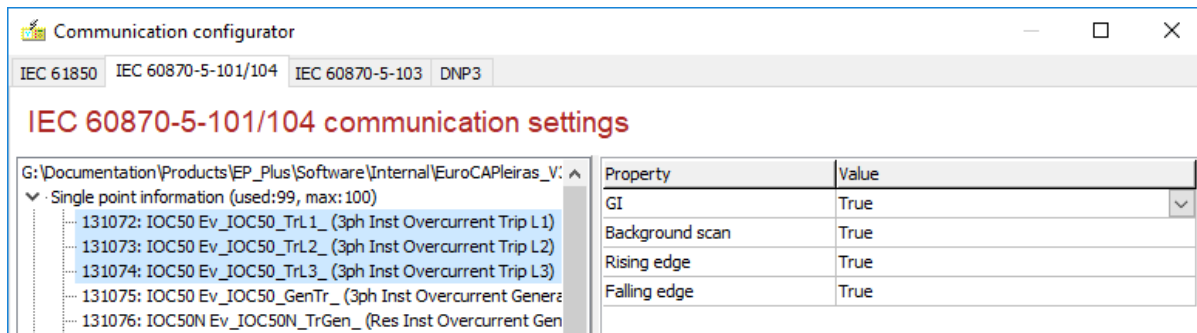 Communication configurator
IEC 61850 IEC 60870-5-101/104 IEC 60870-5-103 DNP3
IEC 60870-5-101/104 communication settings
G:\Documentation\Products\EP_Plus\Software\Internal\EuroCAPleiras_V
Single point information (used:99, max:100)
131072: IOC50 Ev_IOC50_TrL1_ (3ph Inst Overcurrent Trip L1)
131073: IOC50 Ev_IOC50_TrL2_ (3ph Inst Overcurrent Trip L2)
131074: IOC50 Ev_IOC50_TrL3_ (3ph Inst Overcurrent Trip L3)
131075: IOC50 Ev_IOC50_GenTr_ (3ph Inst Overcurrent Genera
131076: IOC50N Ev_IOC50N_TrGen_ (Res Inst Overcurrent Gen
Property Value
GI True
Background scan True
Rising edge True
Falling edge True